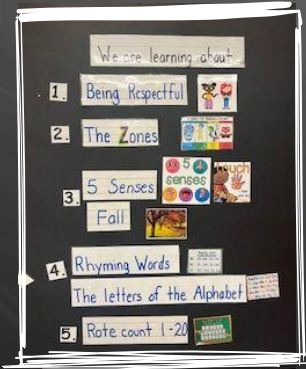 We are learning about
1. Being Respectful
2. The Zones
3. 5 Senses
5 senses
Touch
Fall
4. Rhyming Words
The letters of the Alphabet
5. Rote count 1-20